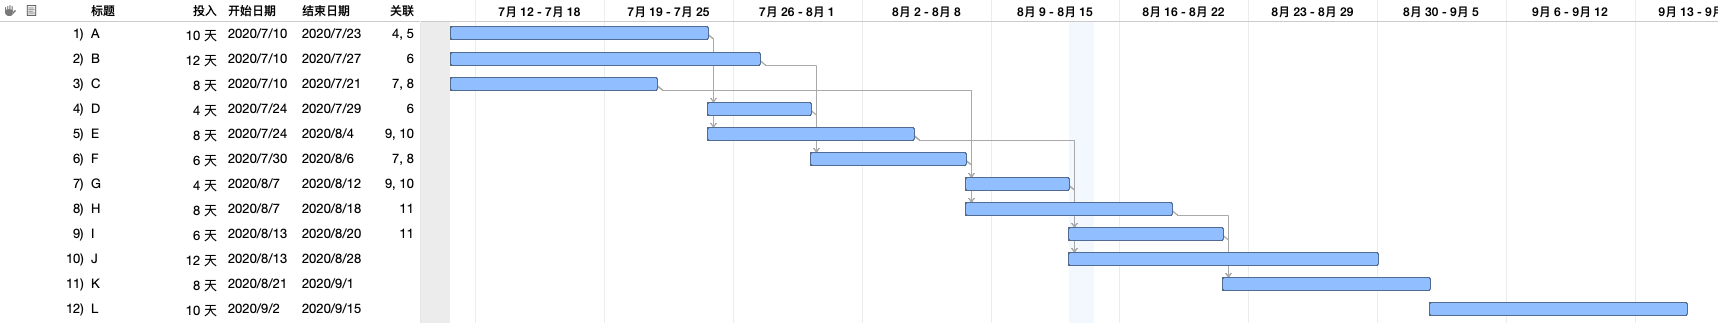 标题 投入 开始日期 结束日期 关联 7月 12 - 7月 18 7月 19 - 7月 25 7月 26 - 8月 1 8月 2 - 8月 8 8月 9 - 8月 15 8月 16 - 8月 22 8月 23 - 8月 29 8月 30 - 9月 5 9月 6 - 9月 12 9月 13 - 9月
1) A 10 天 2020/7/10 2020/7/23 4, 5
2) B 12 天 2020/7/10 2020/7/27 6
3) C 8 天 2020/7/10 2020/7/21 7, 8
4) D 4 天 2020/7/24 2020/7/29 6
5) E 8 天 2020/7/24 2020/8/4 9, 10
6) F 6 天 2020/7/30 2020/8/6 7, 8
7) G 4 天 2020/8/7 2020/8/12 9, 10
8) H 8 天 2020/8/7 2020/8/18 11
9) I 6 天 2020/8/13 2020/8/20 11
10) J 12 天 2020/8/13 2020/8/28
11) K 8 天 2020/8/21 2020/9/1
12) L 10 天 2020/9/2 2020/9/15